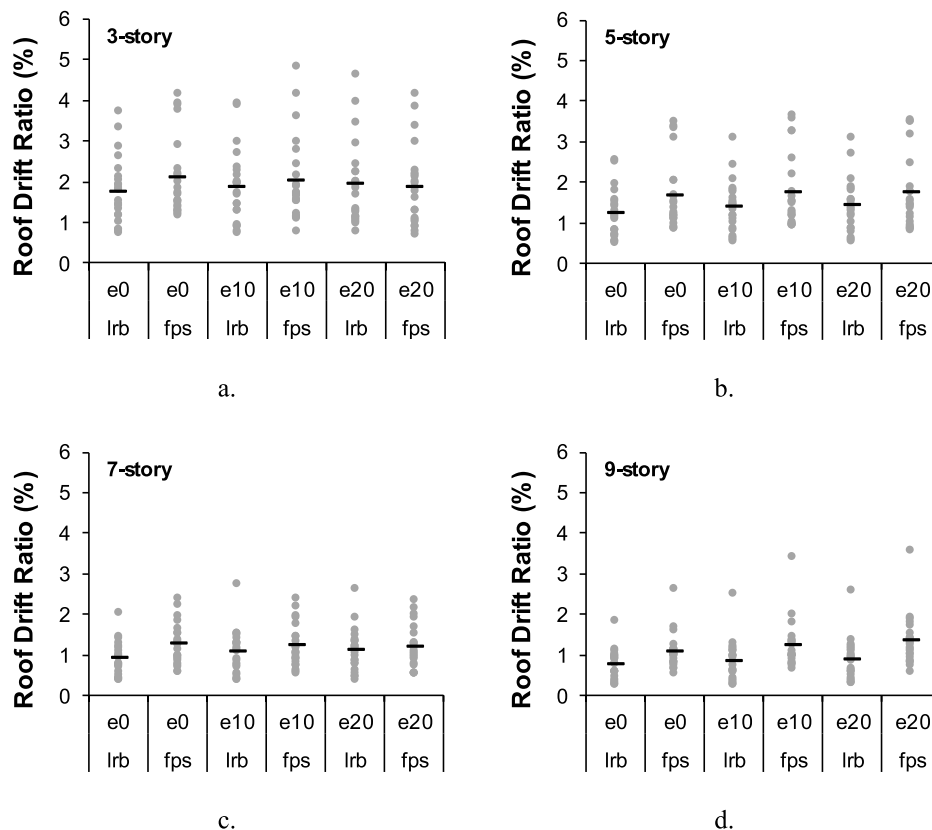 3-story
Roof Drift Ratio (%)
6
5
4
3
2
1
0
e0 e0 e10 e10 e20 e20
lrb fps lrb fps lrb fps
a.
5-story
Roof Drift Ratio (%)
6
5
4
3
2
1
0
e0 e0 e10 e10 e20 e20
lrb fps lrb fps lrb fps
b.
7-story
Roof Drift Ratio (%)
6
5
4
3
2
1
0
e0 e0 e10 e10 e20 e20
lrb fps lrb fps lrb fps
c.
9-story
Roof Drift Ratio (%)
6
5
4
3
2
1
0
e0 e0 e10 e10 e20 e20
lrb fps lrb fps lrb fps
d.